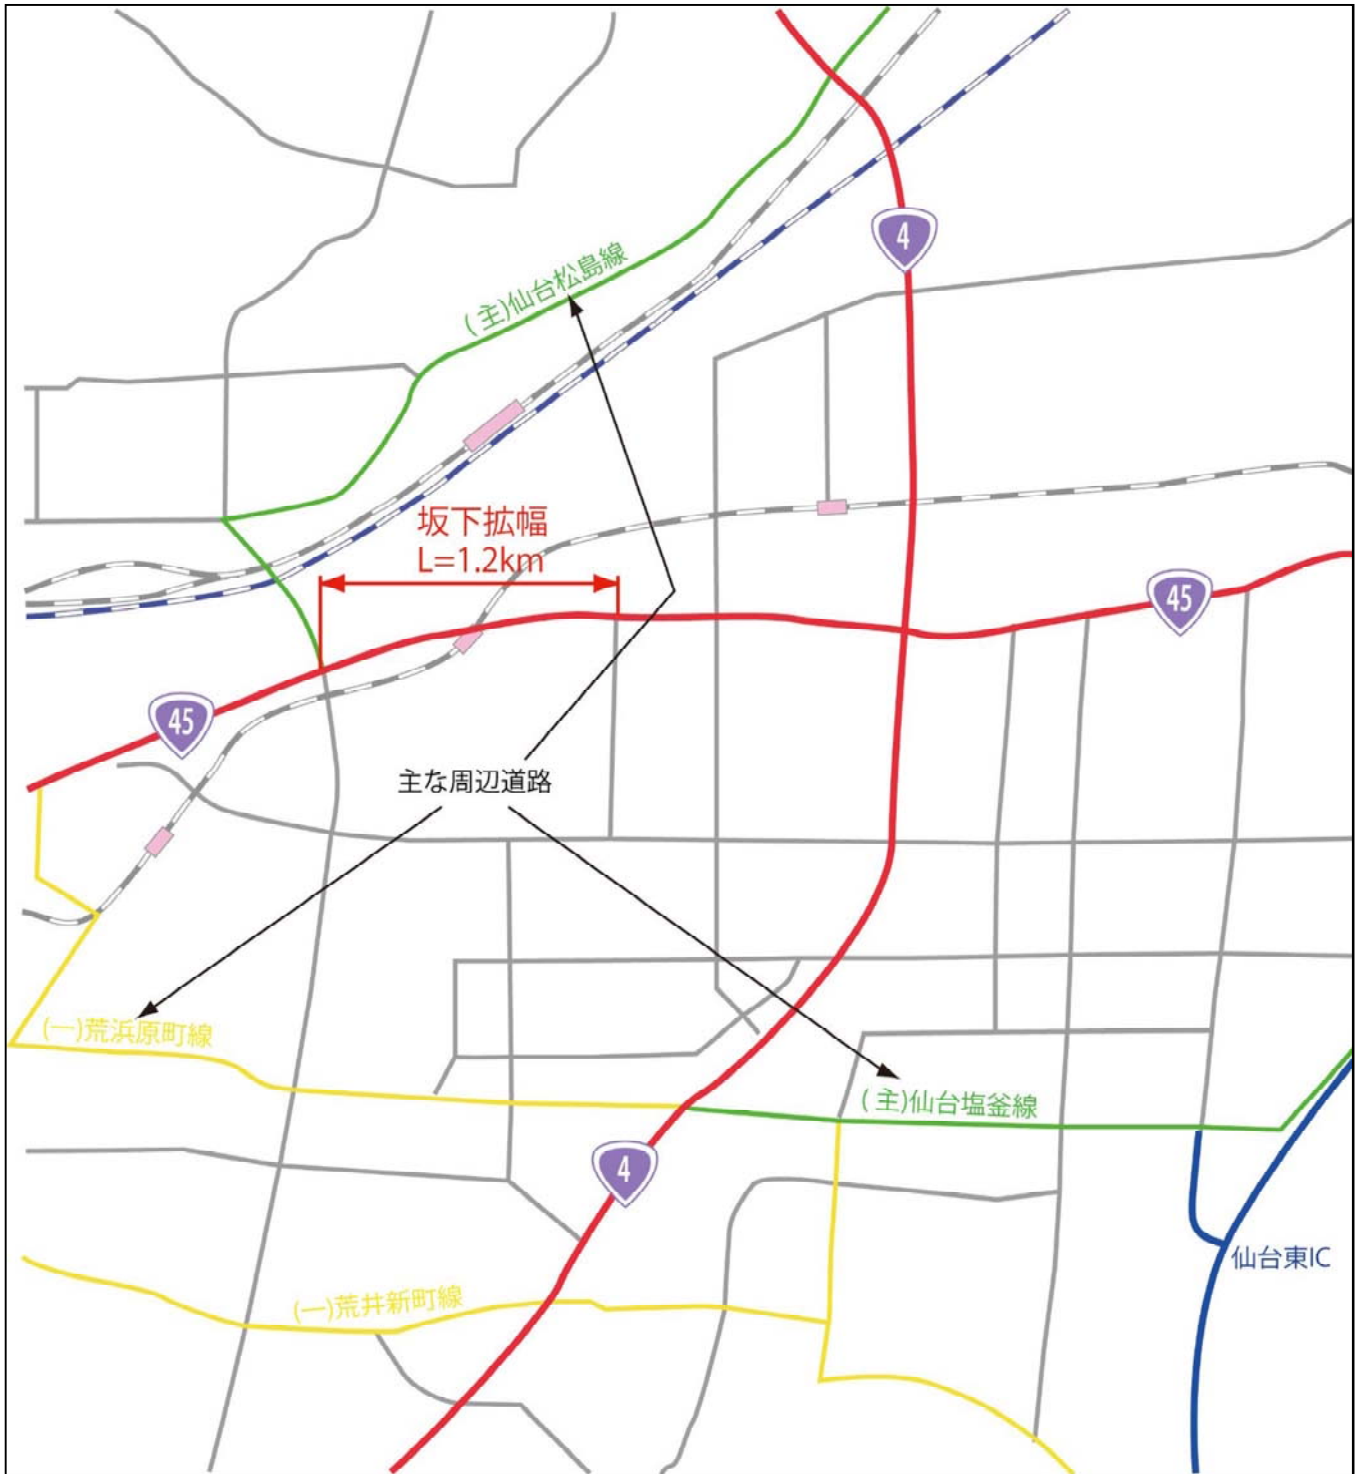 4
(主)仙台松島線
坂下拡幅
L=1.2km
45
45
主な周辺道路
(一)荒浜原町線
(主)仙台塩釜線
4
仙台東IC
(一)荒井新町線